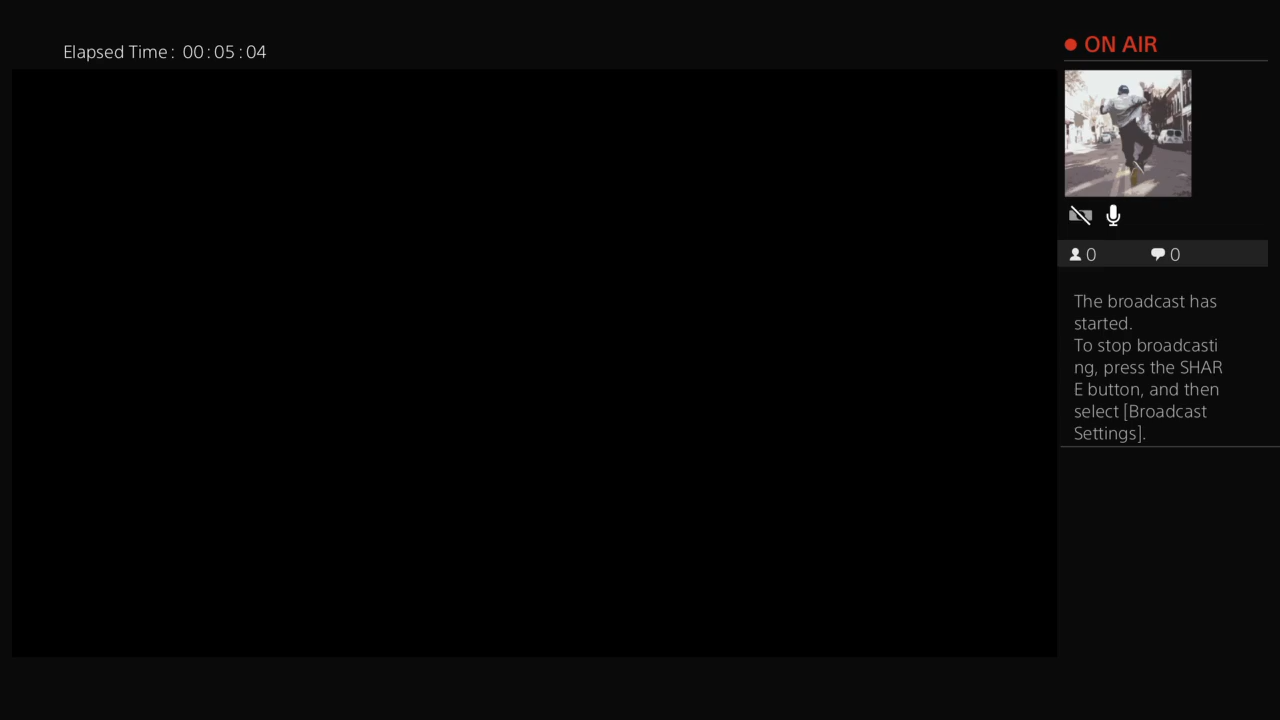 Elapsed Time: 00:05:04
ON AIR
0 0
The broadcast has
started.
To stop broadcasti
ng, press the SHAR
E button, and then
select [Broadcast
Settings].